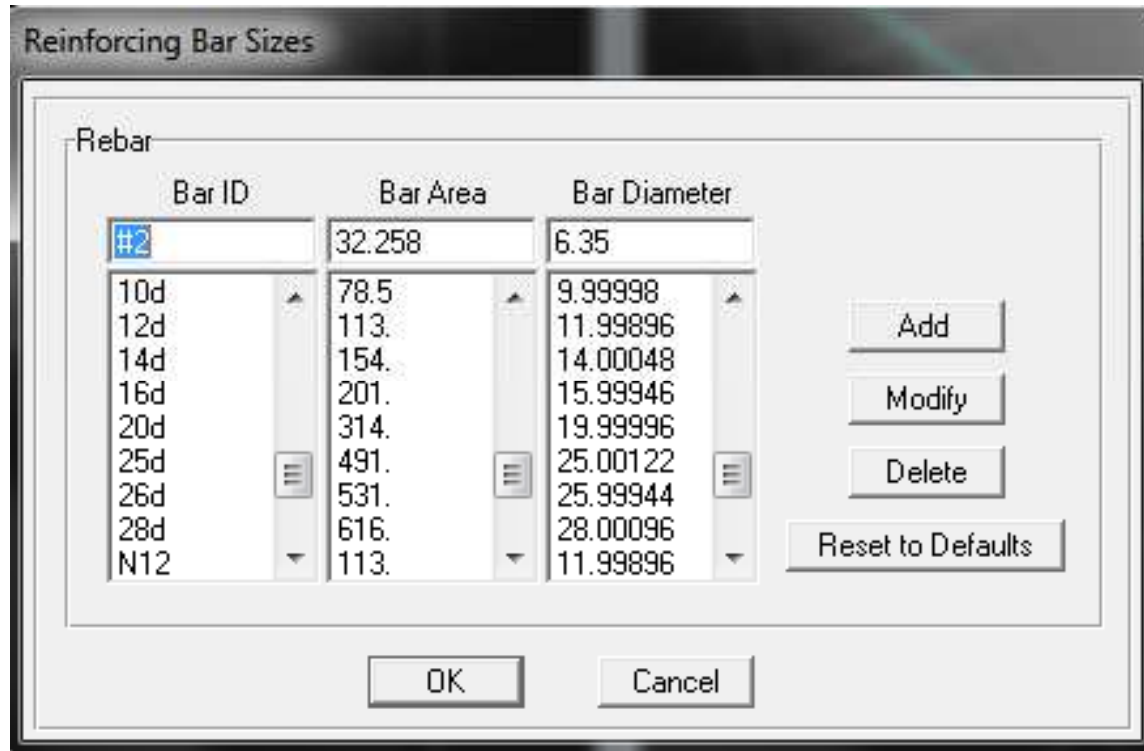 Reinforcing Bar Sizes
Rebar
Bar ID Bar Area Bar Diameter
#2 32.258 6.35
10d 78.5 9.99998
12d 113. 11.99896
14d 154. 14.00048
16d 201. 15.99946
20d 314. 19.99996
25d 491. 25.00122
26d 531. 25.99944
28d 616. 28.00096
N12 113. 11.99896
Add
Modify
Delete
Reset to Defaults
OK Cancel